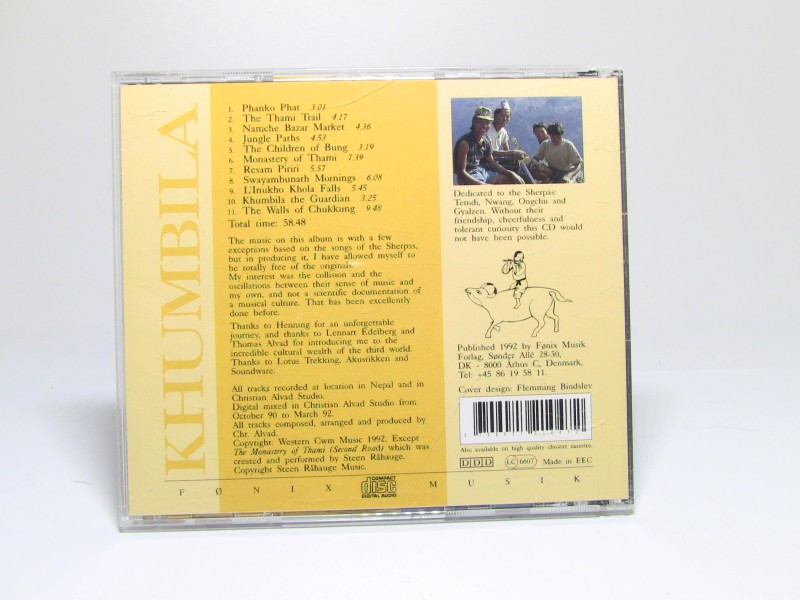 KHUMBILA
1. Phanko Phat 3.01
2. The Thami Trail 4.17
3. Namche Bazar Market 4.36
4. Jungle Paths 4.53
5. The Children of Bung 3.19
6. Monastery of Thami 7.39
7. Resam Piriri 5.57
8. Swayambunath Mornings 6.08
9. L'Inukho Khola Falls 5.45
10. Khumbila the Guardian 3.25
11. The Walls of Chukkung 9.48
Total time: 58.48
The music on this album is with a few
exceptions based on the songs of the Sherpas,
but in producing it, I have allowed myself to
be totally free of the originals.
My interest was the collision and the
oscillations between their sense of music and
my own, and not a scientific documentation of
a musical culture. That has been excellently
done before.
Thanks to Henning for an unforgettable
journey, and thanks to Lennart Edelberg and
Thomas Alvad for introducing me to the
incredible cultural wealth of the third world.
Thanks to Lotus Trekking, Akustikken and
Soundware.
All tracks recorded at location in Nepal and in
Christian Alvad Studio.
Digital mixed in Christian Alvad Studio from
October 90 to March 92.
All tracks composed, arranged and produced by
Chr. Alvad.
Copyright: Western Cwm Music 1992. Except
The Monastery of Thami (Second Road) which was
created and performed by Steen Råhauge.
Copyright Steen Råhauge Music.
Dedicated to the Sherpas:
Temdi, Nwang, Ongchu and
Gyalzen. Without their
friendship, cheerfulness and
tolerant curiosity this CD would
not have been possible.
Published 1992 by Fønix Musik
Forlag, Sønder Allé 28-30,
DK - 8000 Århus C, Denmark,
Tel: +45 86 19 58 11.
Cover design: Flemming Bindslev
Also available on high quality chrome cassettes.
DDD LC 6607 Made in EEC
FØNIX MUSIK
COMPACT
disc
DIGITAL AUDIO